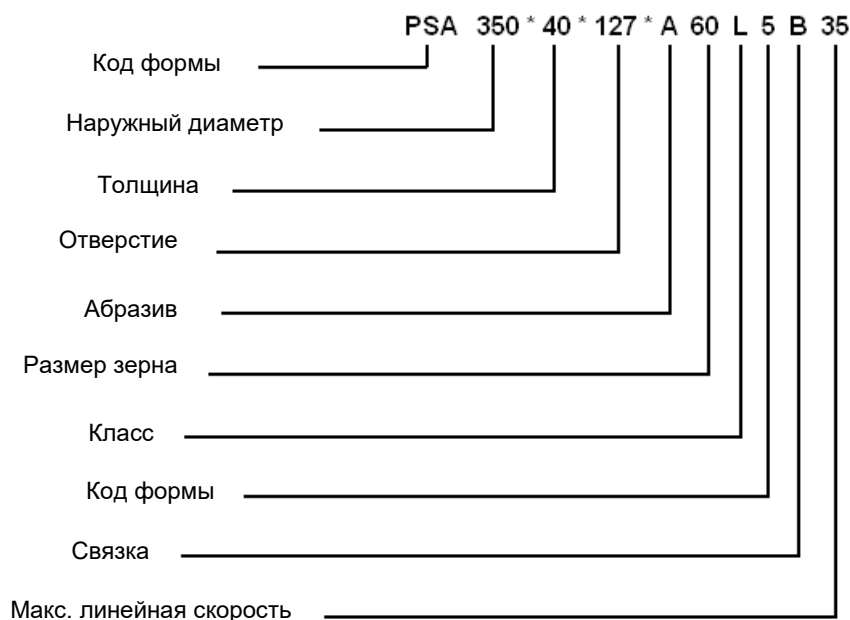 PSA 350 * 40 * 127 * A 60 L 5 B 35
Код формы
Наружный диаметр
Толщина
Отверстие
Абразив
Размер зерна
Класс
Код формы
Связка
Макс. линейная скорость